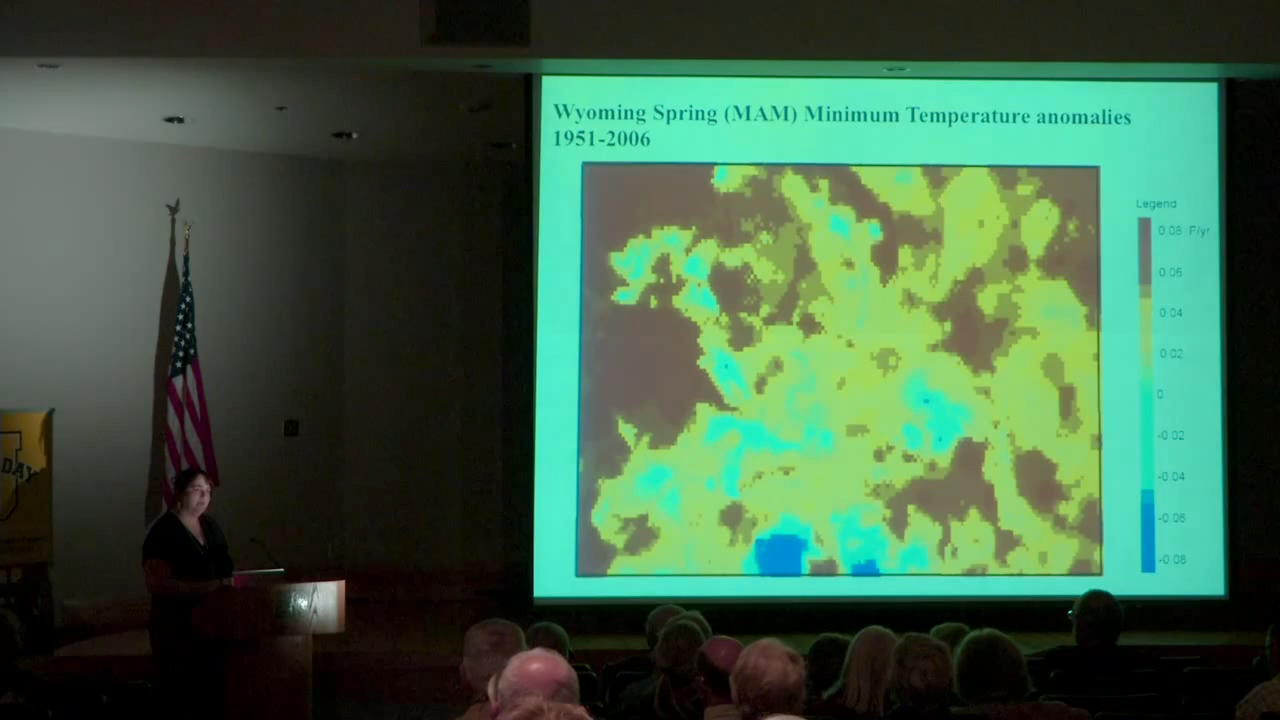 Wyoming Spring (MAM) Minimum Temperature anomalies
1951-2006
Legend
0.08 F/yr
0.06
0.04
0.02
0
-0.02
-0.04
-0.06
-0.08
DAY